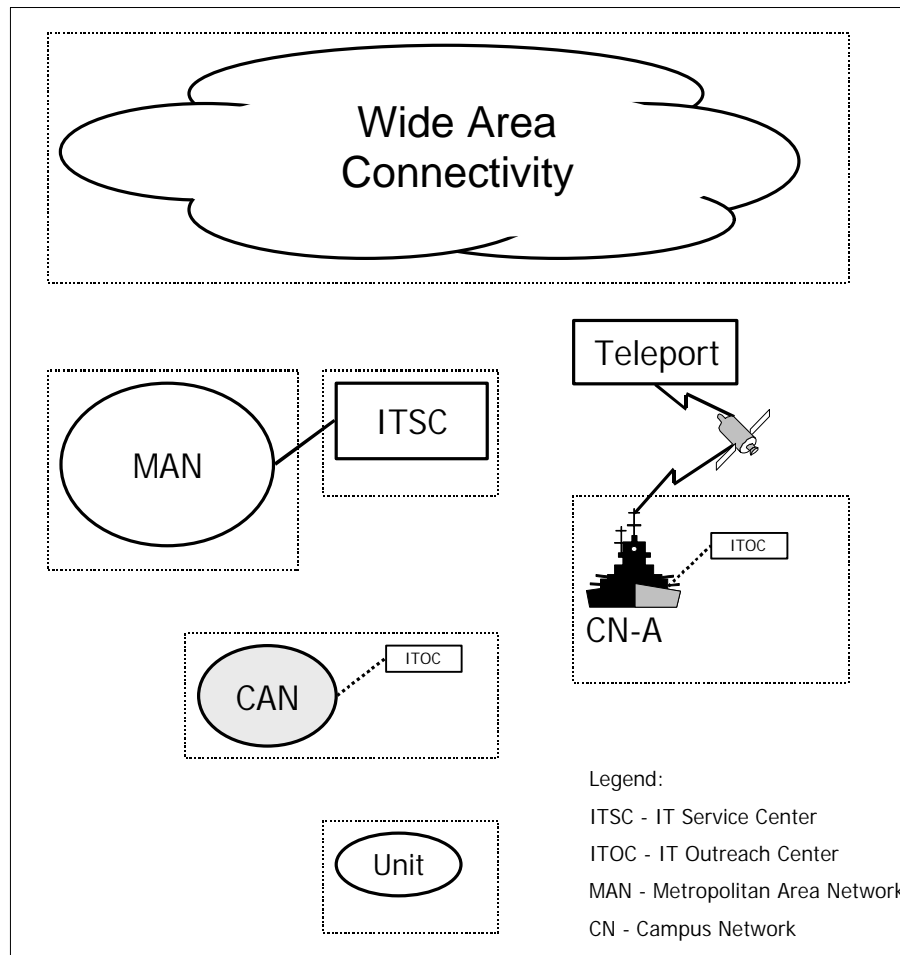 Wide Area
Connectivity
Teleport
MAN
ITSC
ITOC
CN-A
CAN
ITOC
Unit
Legend:
ITSC - IT Service Center
ITOC - IT Outreach Center
MAN - Metropolitan Area Network
CN - Campus Network